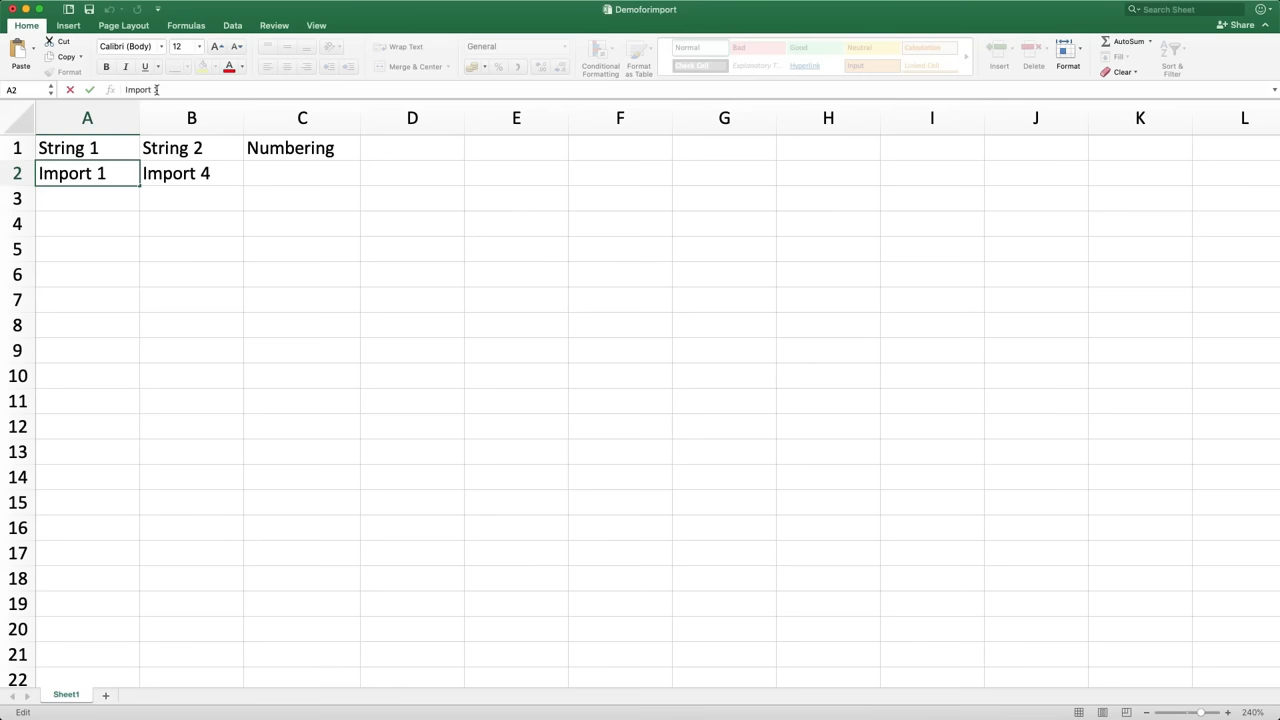 Demoforimport
Search Sheet
Home Insert Page Layout Formulas Data Review View
Share
Paste
Cut
Copy
Format
Calibri (Body) 12
B I U
Wrap Text
Merge & Center
General
Conditional Formatting
Format as Table
Normal Bad Good Neutral Calculation
Check Cell Explanatory T... Hyperlink Input Linked Cell
Insert Delete Format
AutoSum
Fill
Clear
Sort & Filter
A2 fx Import
A B C D E F G H I J K L
1 String 1 String 2 Numbering
2 Import 1 Import 4
3
4
5
6
7
8
9
10
11
12
13
14
15
16
17
18
19
20
21
22
Sheet1
Edit
240%